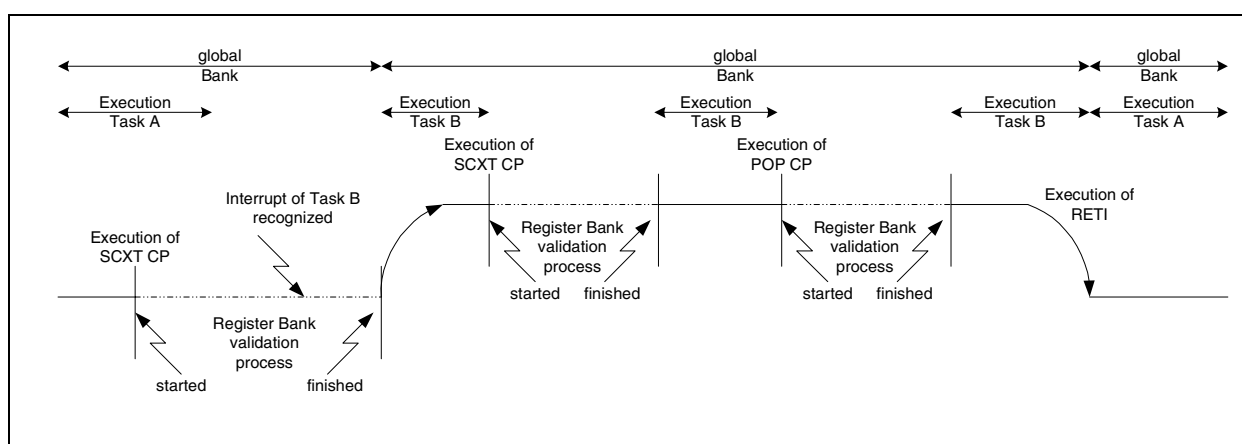 global
Bank
global
Bank
global
Bank
Execution
Task A
Execution
Task B
Execution
Task B
Execution
Task B
Execution
Task A
Execution of
SCXT CP
Execution of
POP CP
Interrupt of Task B
recognized
Execution of
RETI
Execution of
SCXT CP
Register Bank
validation
process
started
finished
Register Bank
validation
process
started
finished
Register Bank
validation
process
started
finished